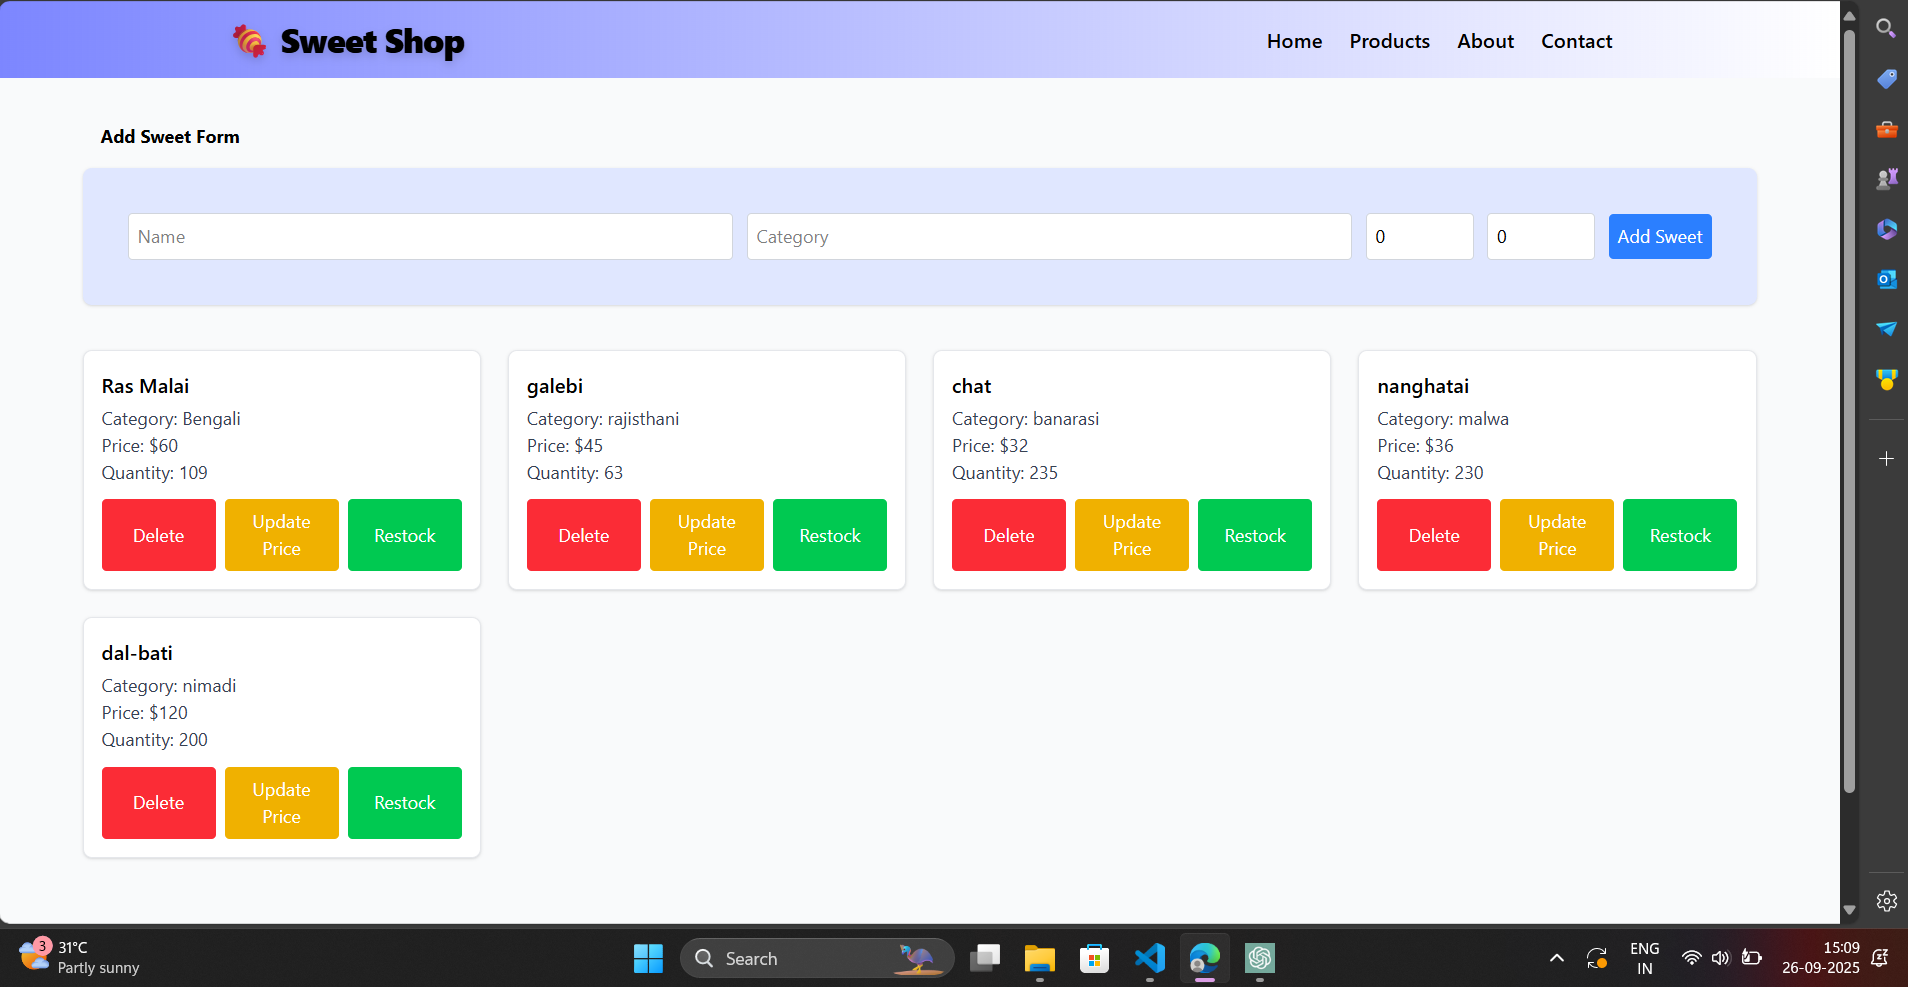 Sweet Shop
Home Products About Contact
Add Sweet Form
Name Category 0 0 Add Sweet
Ras Malai
Category: Bengali
Price: $60
Quantity: 109
Delete Update Price Restock
galebi
Category: rajisthani
Price: $45
Quantity: 63
Delete Update Price Restock
chat
Category: banarasi
Price: $32
Quantity: 235
Delete Update Price Restock
nanghatai
Category: malwa
Price: $36
Quantity: 230
Delete Update Price Restock
dal-bati
Category: nimadi
Price: $120
Quantity: 200
Delete Update Price Restock
3
31°C
Partly sunny
Search
ENG
IN
15:09
26-09-2025